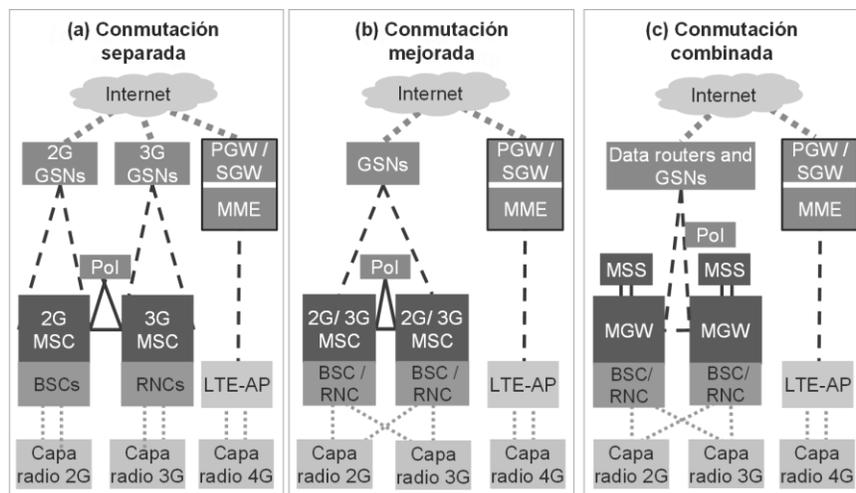 (a) Conmutación
separada
Internet
2G
GSNs
3G
GSNs
PGW /
SGW
MME
PoI
2G
MSC
3G
MSC
BSCs
RNCs
LTE-AP
Capa
radio 2G
Capa
radio 3G
Capa
radio 4G
(b) Conmutación
mejorada
Internet
GSNs
PGW /
SGW
MME
PoI
2G/ 3G
MSC
2G/ 3G
MSC
BSC /
RNC
BSC /
RNC
LTE-AP
Capa
radio 2G
Capa
radio 3G
Capa
radio 4G
(c) Conmutación
combinada
Internet
Data routers and
GSNs
PGW /
SGW
MME
PoI
MSS
MSS
MGW
MGW
BSC/
RNC
BSC/
RNC
LTE-AP
Capa
radio 2G
Capa
radio 3G
Capa
radio 4G